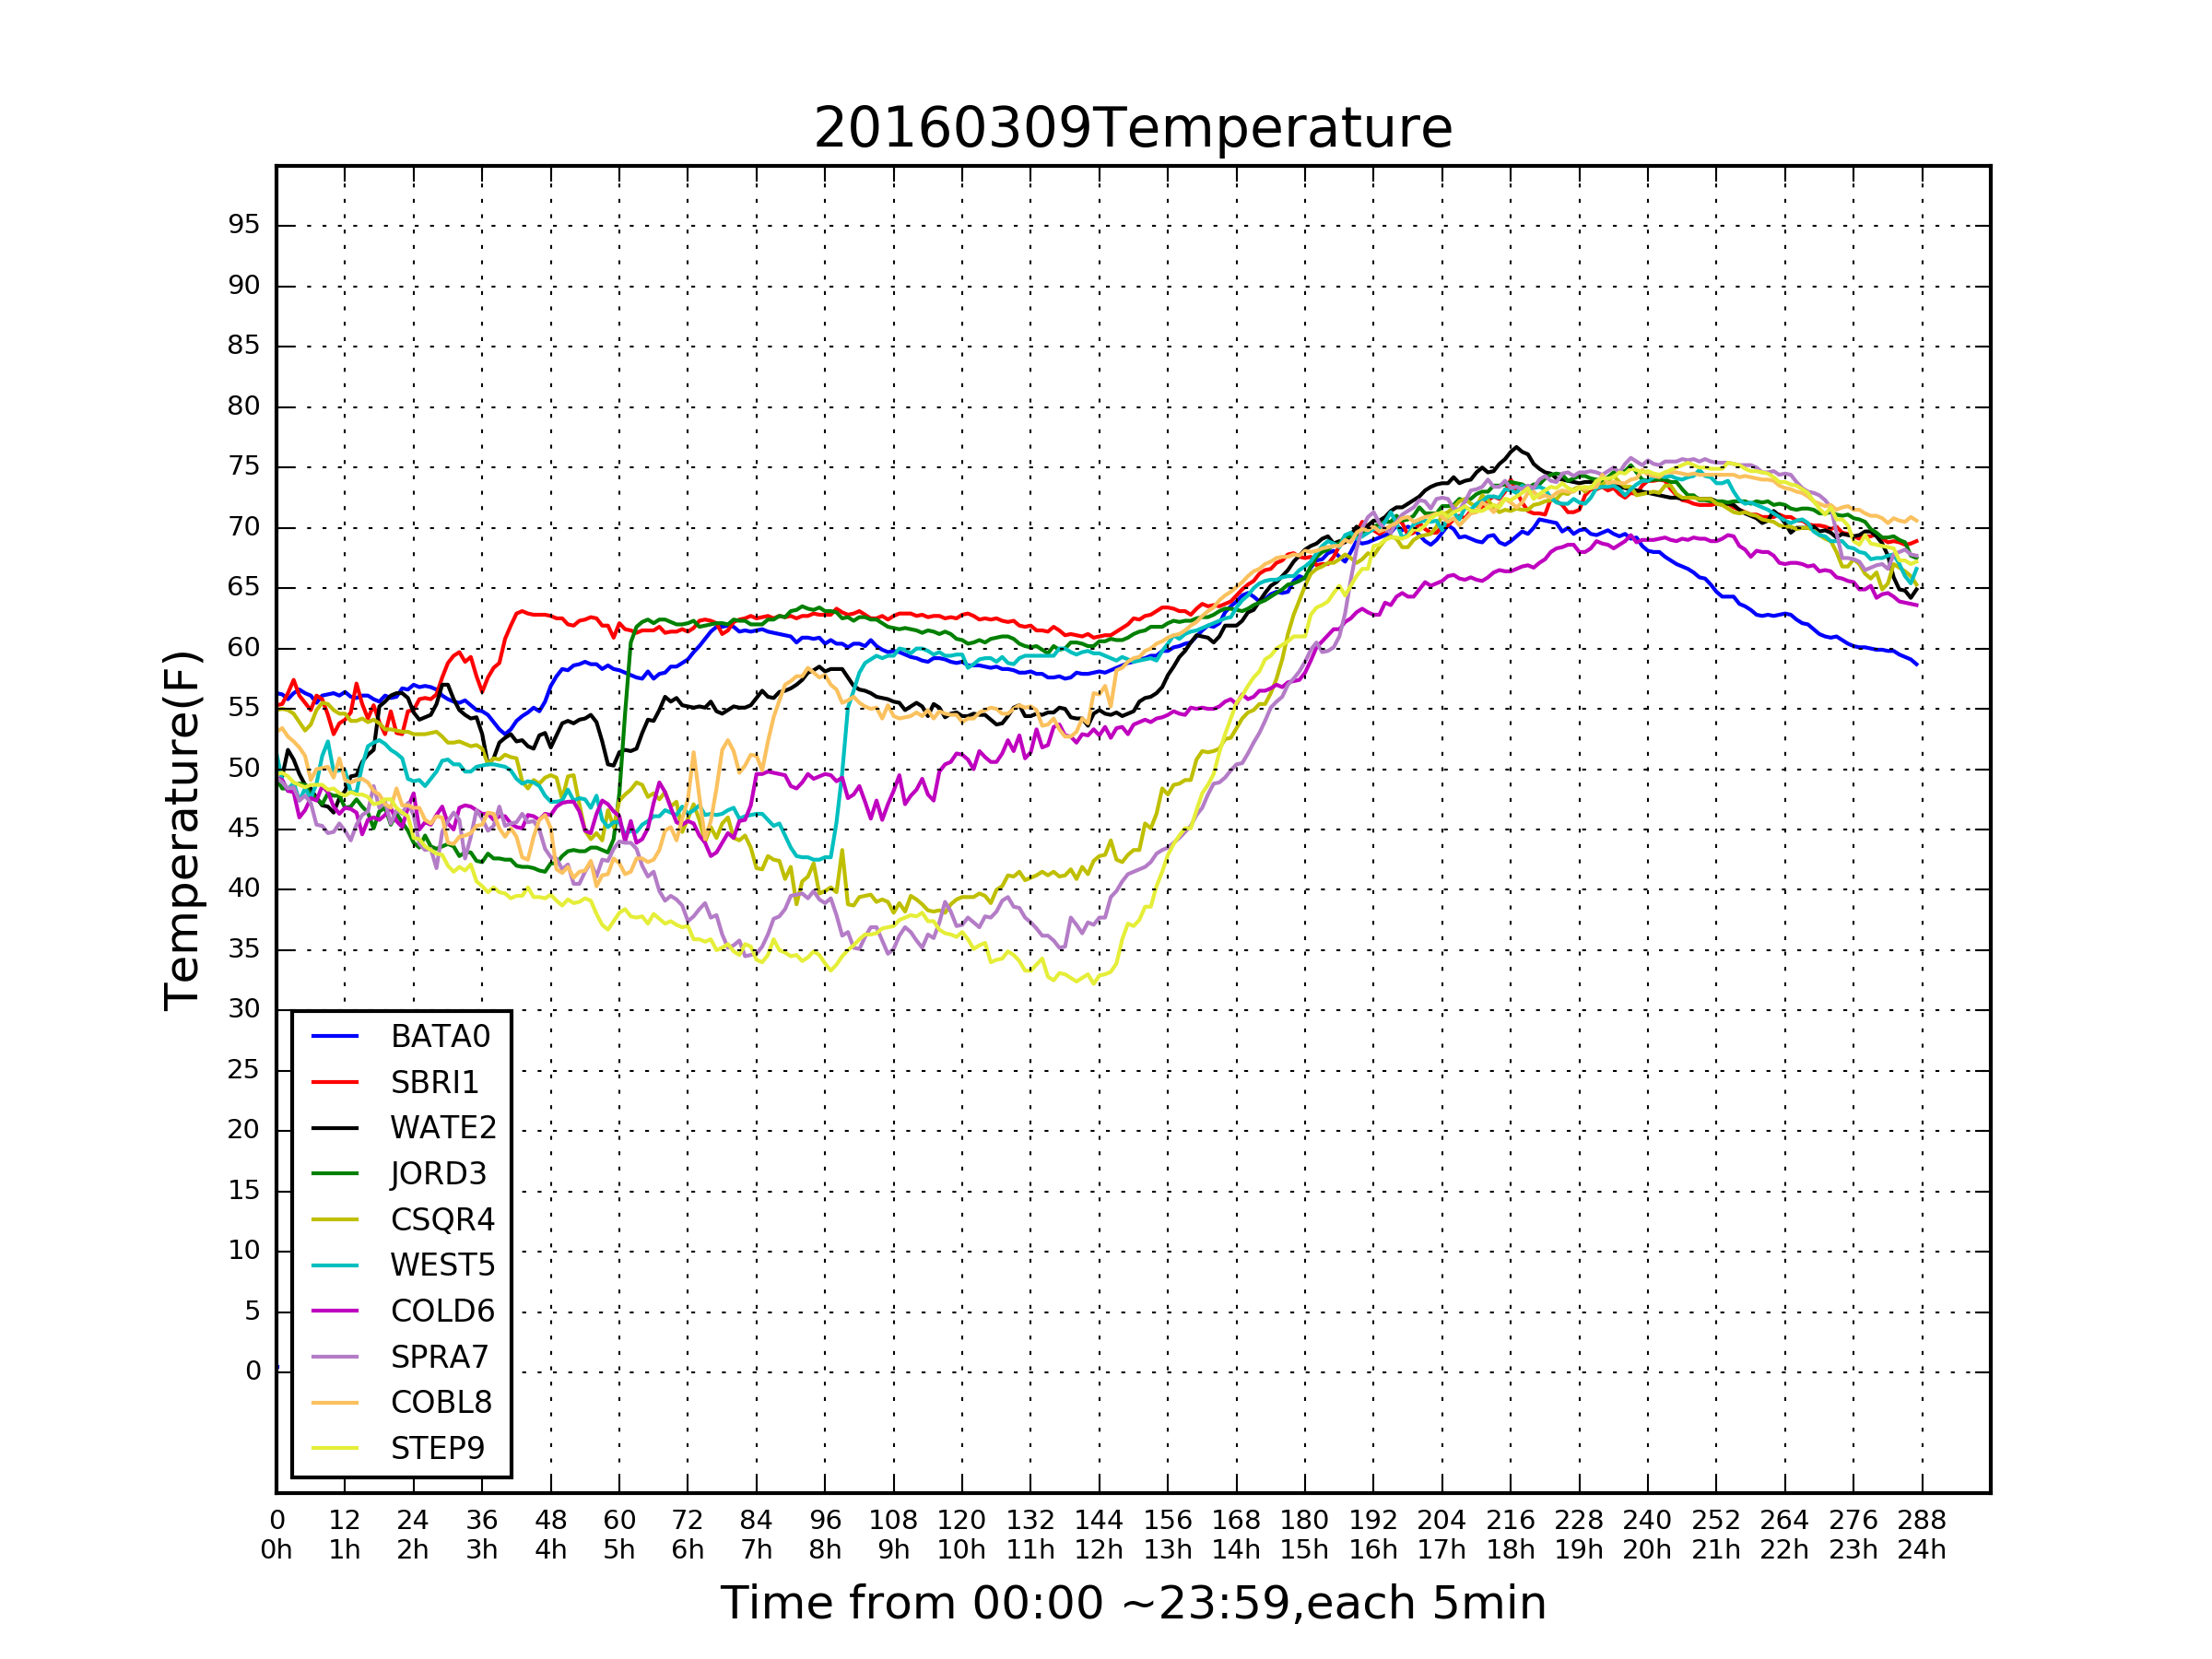 20160309Temperature
Temperature(F)
95
90
85
80
75
70
65
60
55
50
45
40
35
30
25
20
15
10
5
0
BATA0
SBRI1
WATE2
JORD3
CSQR4
WEST5
COLD6
SPRA7
COBL8
STEP9
0 12 24 36 48 60 72 84 96 108 120 132 144 156 168 180 192 204 216 228 240 252 264 276 288
0h 1h 2h 3h 4h 5h 6h 7h 8h 9h 10h 11h 12h 13h 14h 15h 16h 17h 18h 19h 20h 21h 22h 23h 24h
Time from 00:00 ~23:59,each 5min